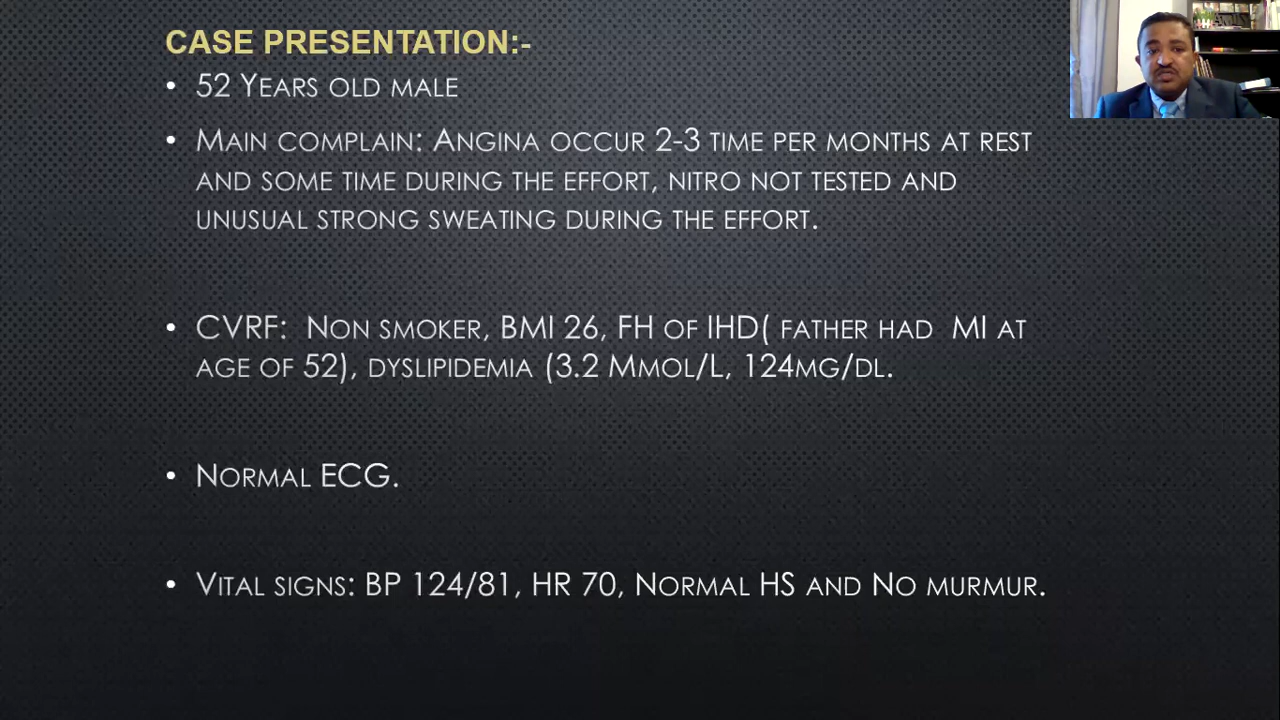 CASE PRESENTATION:-
• 52 Years old male
• Main complain: Angina occur 2-3 time per months at rest
and some time during the effort, nitro not tested and
unusual strong sweating during the effort.
• CVRF: Non smoker, BMI 26, FH of IHD( father had MI at
age of 52), dyslipidemia (3.2 Mmol/L, 124mg/dl.
• Normal ECG.
• Vital signs: BP 124/81, HR 70, Normal HS and No murmur.